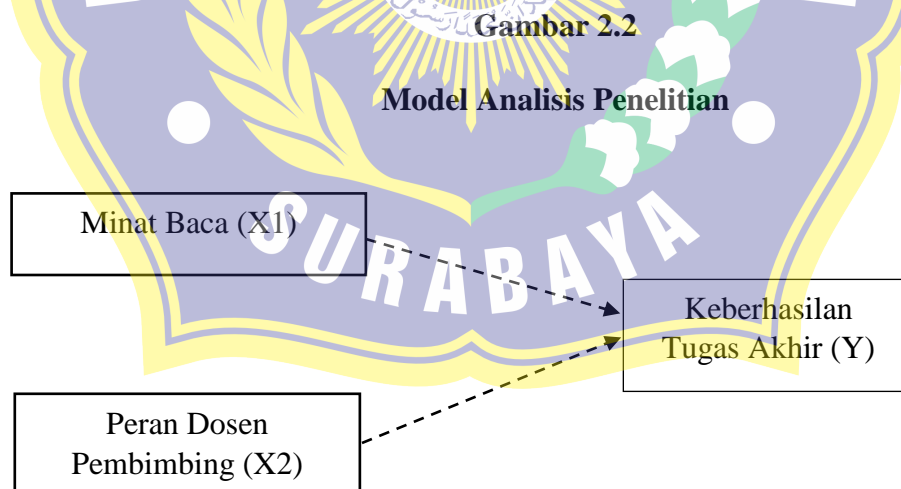 Gambar 2.2
Model Analisis Penelitian
Minat Baca (X1)
SURABAYA
Keberhasilan
Tugas Akhir (Y)
Peran Dosen
Pembimbing (X2)